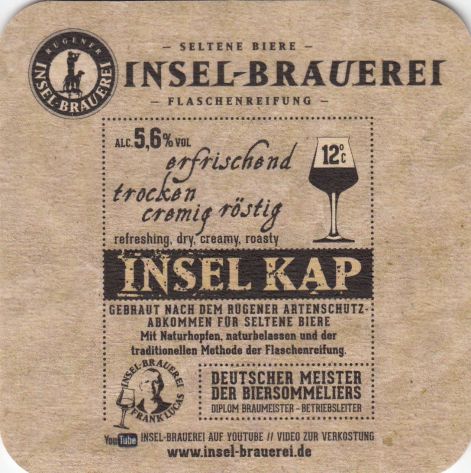 RÜGENER
INSEL-BRAUEREI
– SELTENE BIERE –
INSEL-BRAUEREI
– FLASCHENREIFUNG –
ALC. 5,6% VOL
12°C
erfrischend
trocken
cremig röstig
refreshing, dry, creamy, roasty
INSEL KAP
GEBRAUT NACH DEM RÜGENER ARTENSCHUTZ-
ABKOMMEN FÜR SELTENE BIERE
Mit Naturhopfen, naturbelassen und der
traditionellen Methode der Flaschenreifung.
INSEL-BRAUEREI
FRANK LUCAS
DEUTSCHER MEISTER
DER BIERSOMMELIERS
DIPLOM BRAUMEISTER - BETRIEBSLEITER
YouTube INSEL-BRAUEREI AUF YOUTUBE // VIDEO ZUR VERKOSTUNG
www.insel-brauerei.de